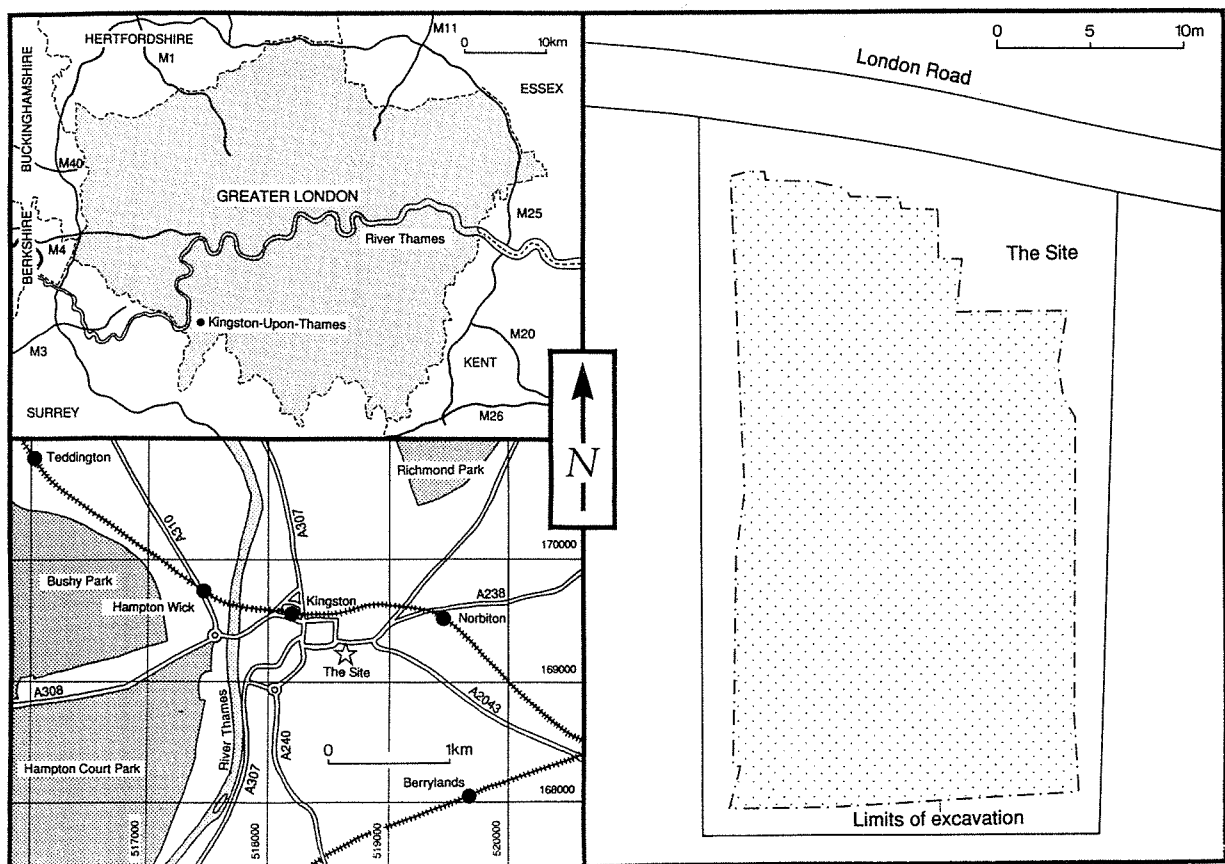 HERTFORDSHIRE
M1
M11
0 10km
ESSEX
BUCKINGHAMSHIRE
M40
GREATER LONDON
BERKSHIRE
M4
River Thames
M25
Kingston-Upon-Thames
M3
M20
KENT
SURREY
M26
N
Teddington
Richmond Park
A310
A307
170000
Bushy Park
Hampton Wick
Kingston
A238
Norbiton
The Site
169000
A308
River Thames
A2043
0 1km
A240
Hampton Court Park
A307
Berrylands
168000
517000
518000
519000
520000
0 5 10m
London Road
The Site
Limits of excavation